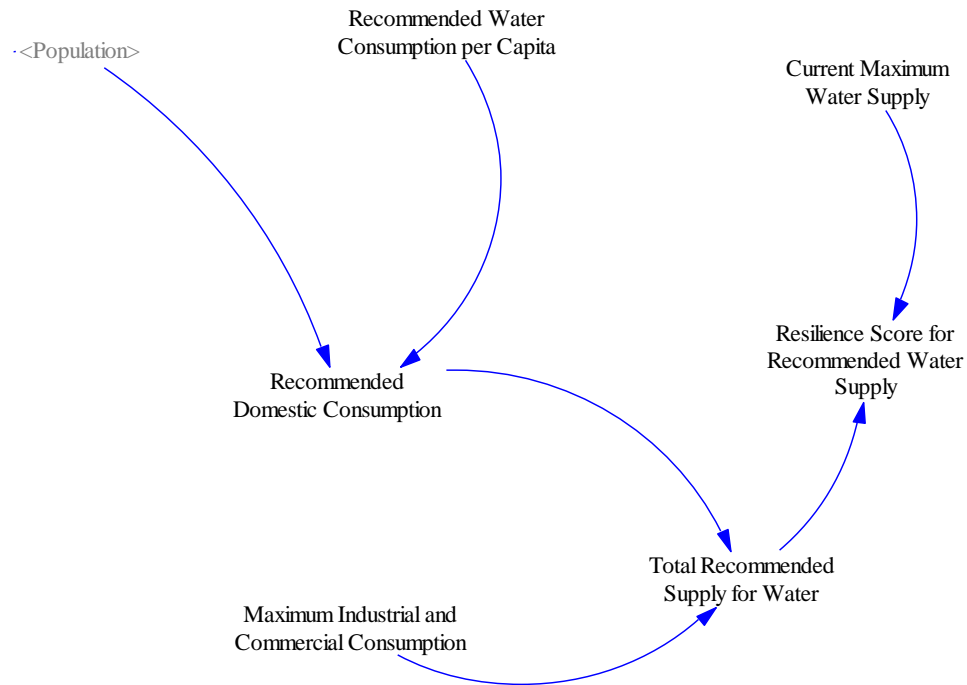 <Population>
Recommended Water
Consumption per Capita
Current Maximum
Water Supply
Resilience Score for
Recommended Water
Supply
Recommended
Domestic Consumption
Total Recommended
Supply for Water
Maximum Industrial and
Commercial Consumption